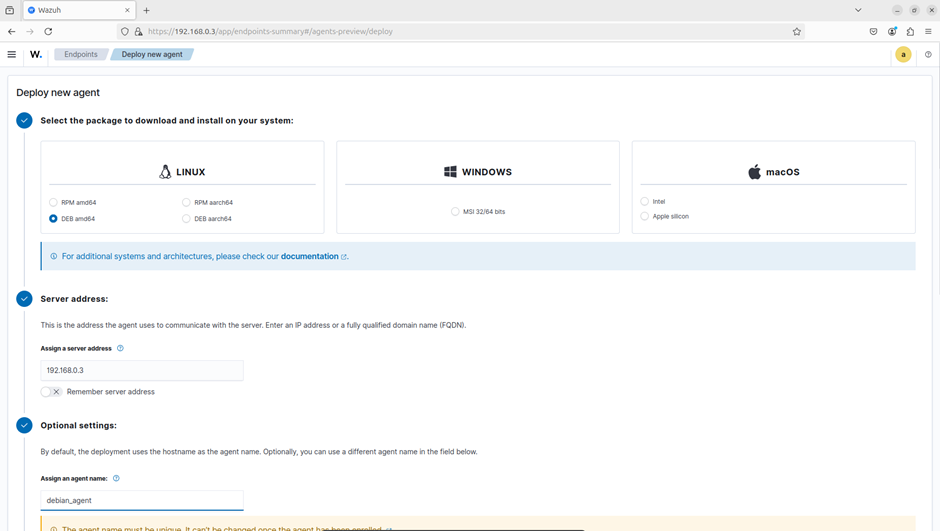 Wazuh
https://192.168.0.3/app/endpoints-summary#/agents-preview/deploy
W. Endpoints Deploy new agent a
Deploy new agent
Select the package to download and install on your system:
LINUX WINDOWS macOS
RPM amd64 RPM aarch64 MSI 32/64 bits Intel
DEB amd64 DEB aarch64 Apple silicon
For additional systems and architectures, please check our documentation.
Server address:
This is the address the agent uses to communicate with the server. Enter an IP address or a fully qualified domain name (FQDN).
Assign a server address
192.168.0.3
Remember server address
Optional settings:
By default, the deployment uses the hostname as the agent name. Optionally, you can use a different agent name in the field below.
Assign an agent name:
debian_agent
The agent name must be unique. It can't be changed once the agent has been enrolled.